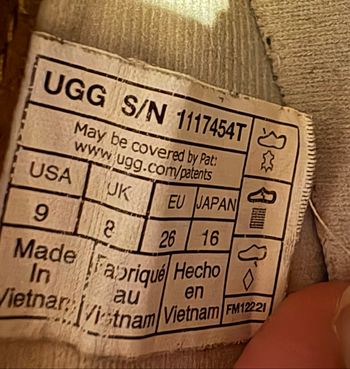 UGG S/N 1117454T
May be covered by Pat:
www.ugg.com/patents
USA UK EU JAPAN
9 8 26 16
Made Fabriqué Hecho
In au en
Vietnam Vietnam Vietnam
FM1222I